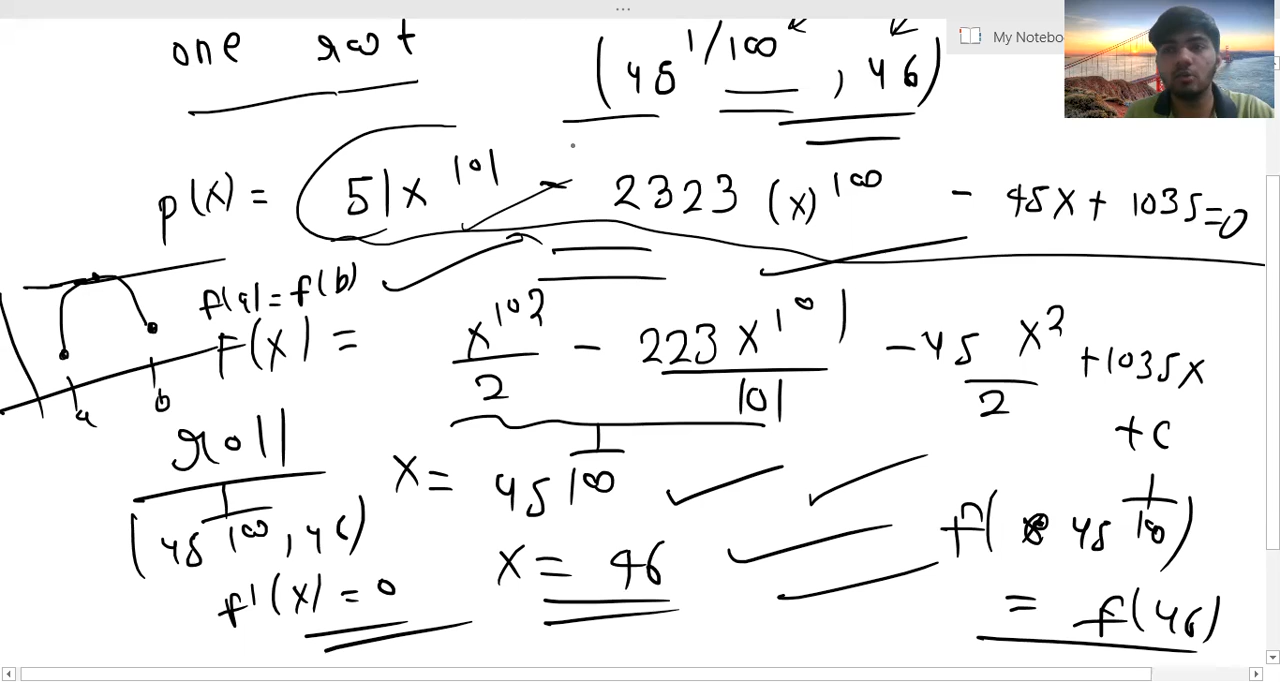 one root
(45^1/100, 46)
My Notebo
p(x) = 51x^101 - 2323 (x)^100 - 45x + 1035=0
f(a) = f(b)
F(x) = x^102/2 - 223 x^101/101 - 45 x^2/2 + 1035x + c
a b
roll
x = 45^1/100
(45^1/100, 46)
x = 46
f'(x) = 0
f(45^1/100)
= f(46)